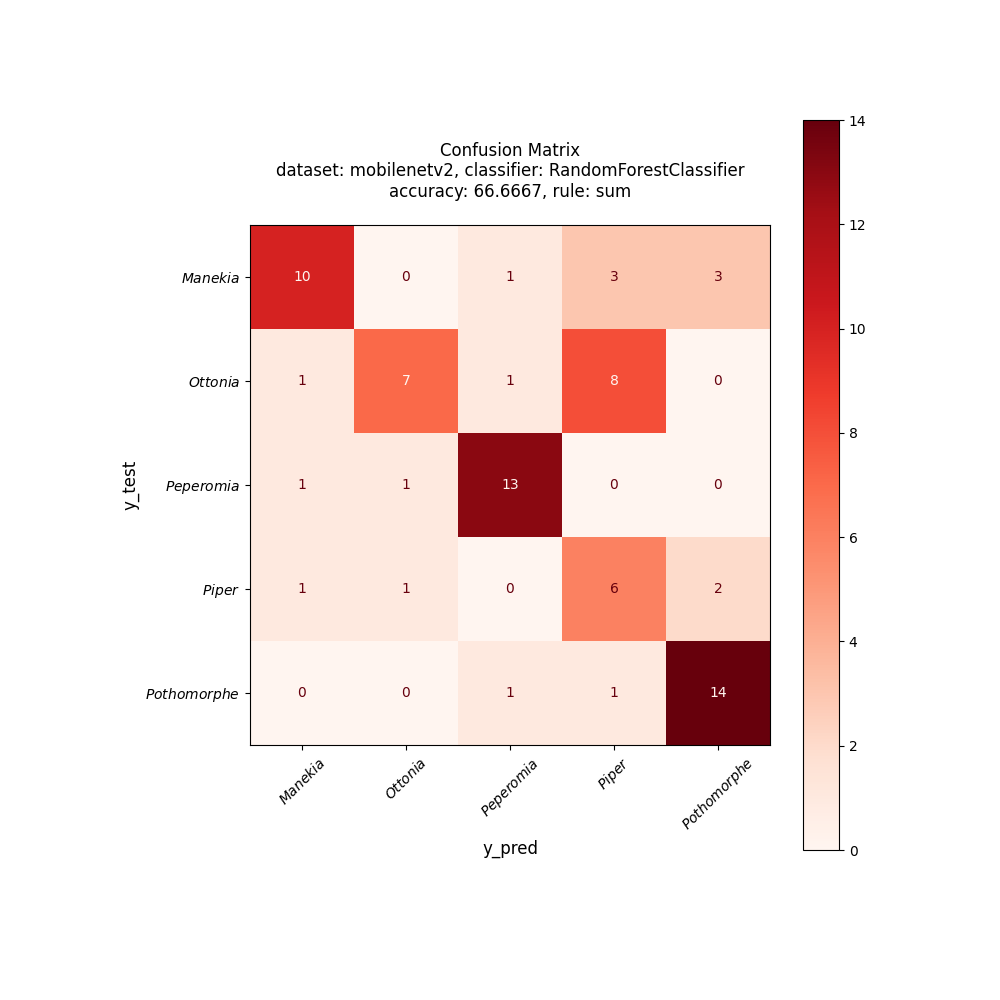 Confusion Matrix
dataset: mobilenetv2, classifier: RandomForestClassifier
accuracy: 66.6667, rule: sum
Manekia 10 0 1 3 3
Ottonia 1 7 1 8 0
Peperomia 1 1 13 0 0
Piper 1 1 0 6 2
Pothomorphe 0 0 1 1 14
Manekia Ottonia Peperomia Piper Pothomorphe
y_test
y_pred
14
12
10
8
6
4
2
0